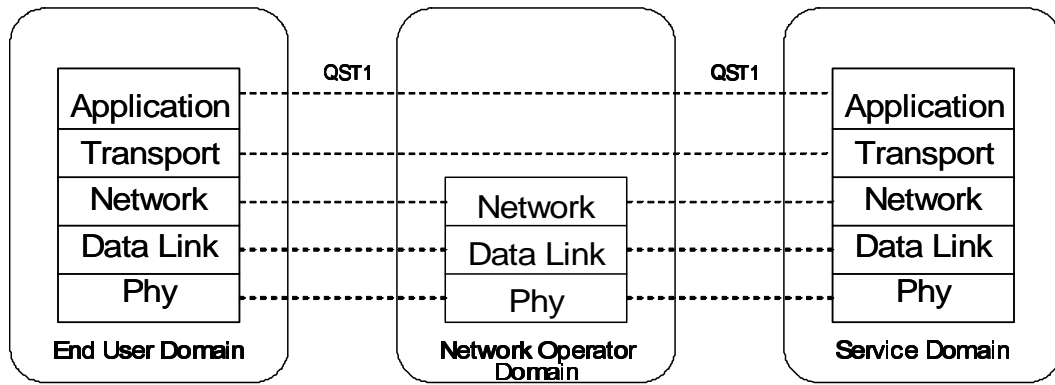 QST1
QST1
Application
Transport
Network
Data Link
Phy
End User Domain
Network
Data Link
Phy
Network Operator
Domain
Application
Transport
Network
Data Link
Phy
Service Domain